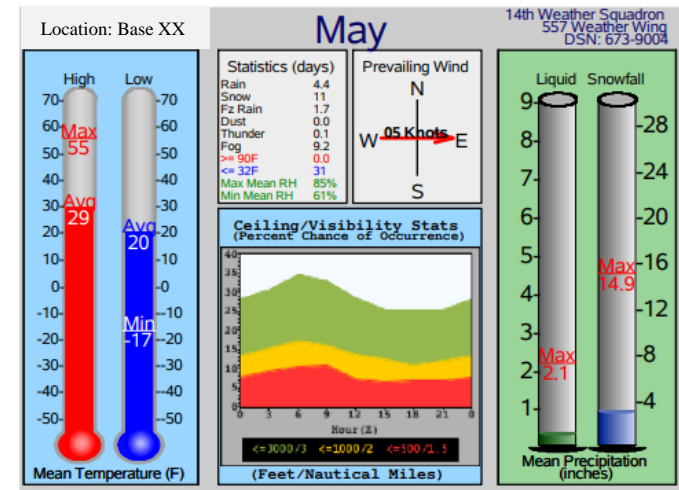 Location: Base XX
May
14th Weather Squadron
557 Weather Wing
DSN: 673-9004
High Low
70 70
60 60
50 50
40 40
30 30
20 20
10 10
0 0
-10 -10
-20 -20
-30 -30
-40 -40
-50 -50
Max
55
Avg
29
Avg
20
Min
-17
Mean Temperature (F)
Statistics (days)
Rain 4.4
Snow 11
Fz Rain 1.7
Dust 0.0
Thunder 0.1
Fog 9.2
>= 90F 0.0
<= 32F 31
Max Mean RH 85%
Min Mean RH 61%
Prevailing Wind
N
W 05 Knots E
S
Ceiling/Visibility Stats
(Percent Chance of Occurrence)
40
35
30
25
20
15
10
5
0
0 3 6 9 12 15 18 21 0
Hour (Z)
<=3000/3 <=1000/2 <=500/1.5
(Feet/Nautical Miles)
Liquid Snowfall
9
8
7
6
5
4
3
2
1
28
24
20
16
12
8
4
Max
2.1
Max
14.9
Mean Precipitation
(inches)